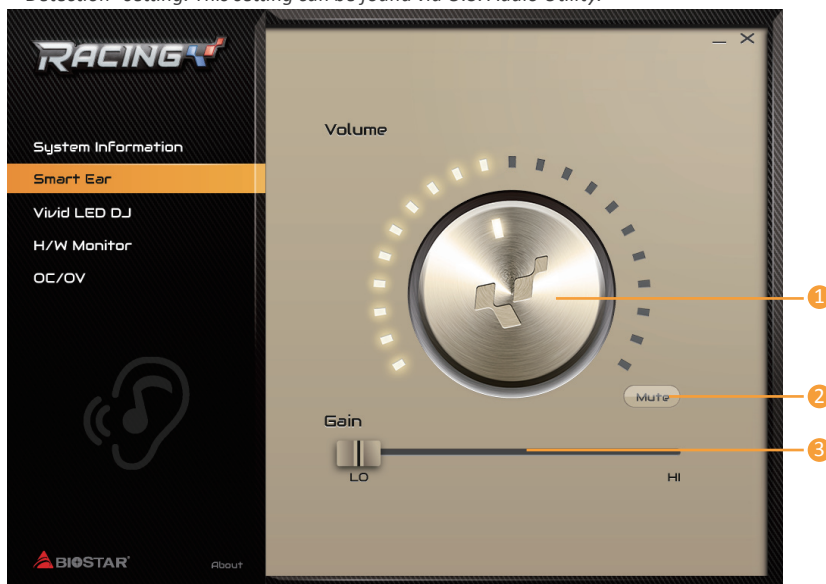 Detection" setting. This setting can be found via O.S. Audio Utility.
RACING
System Information
Smart Ear
Vivid LED DJ
H/W Monitor
OC/OV
BIOSTAR
About
Volume
1
Mute
2
Gain
3
LO
HI